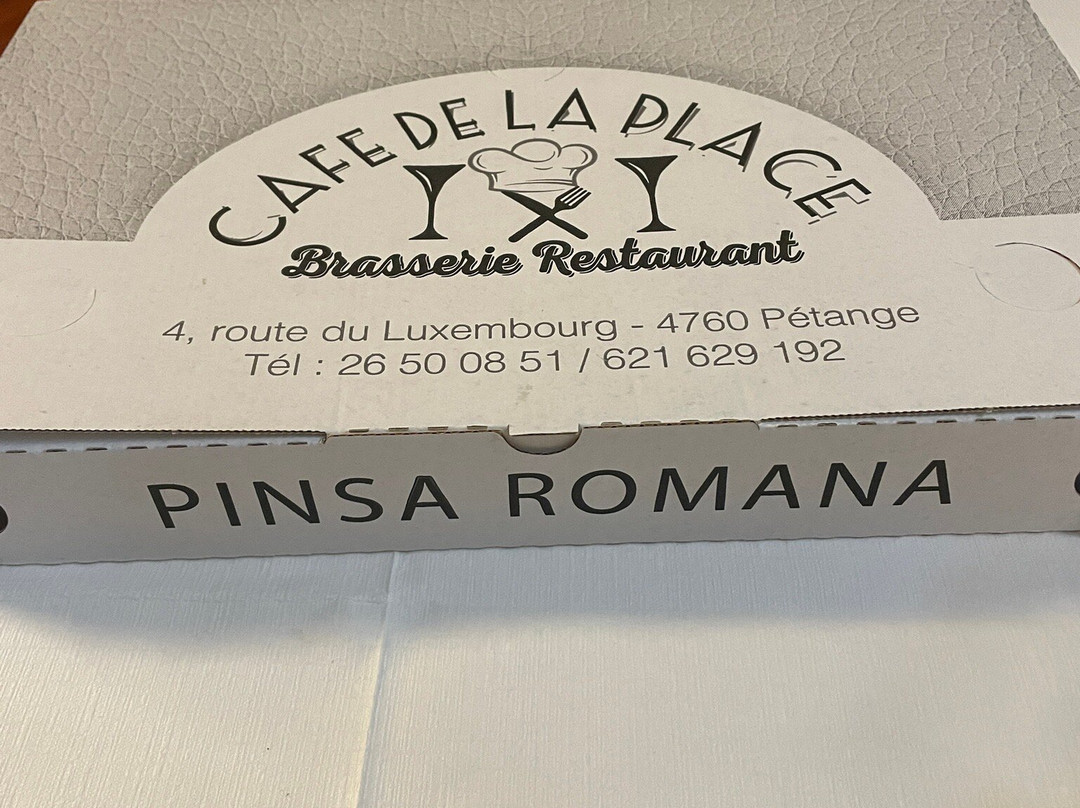 CAFE DE LA PLACE
Brasserie Restaurant
4, route du Luxembourg - 4760 Pétange
Tél : 26 50 08 51 / 621 629 192
PINSA ROMANA